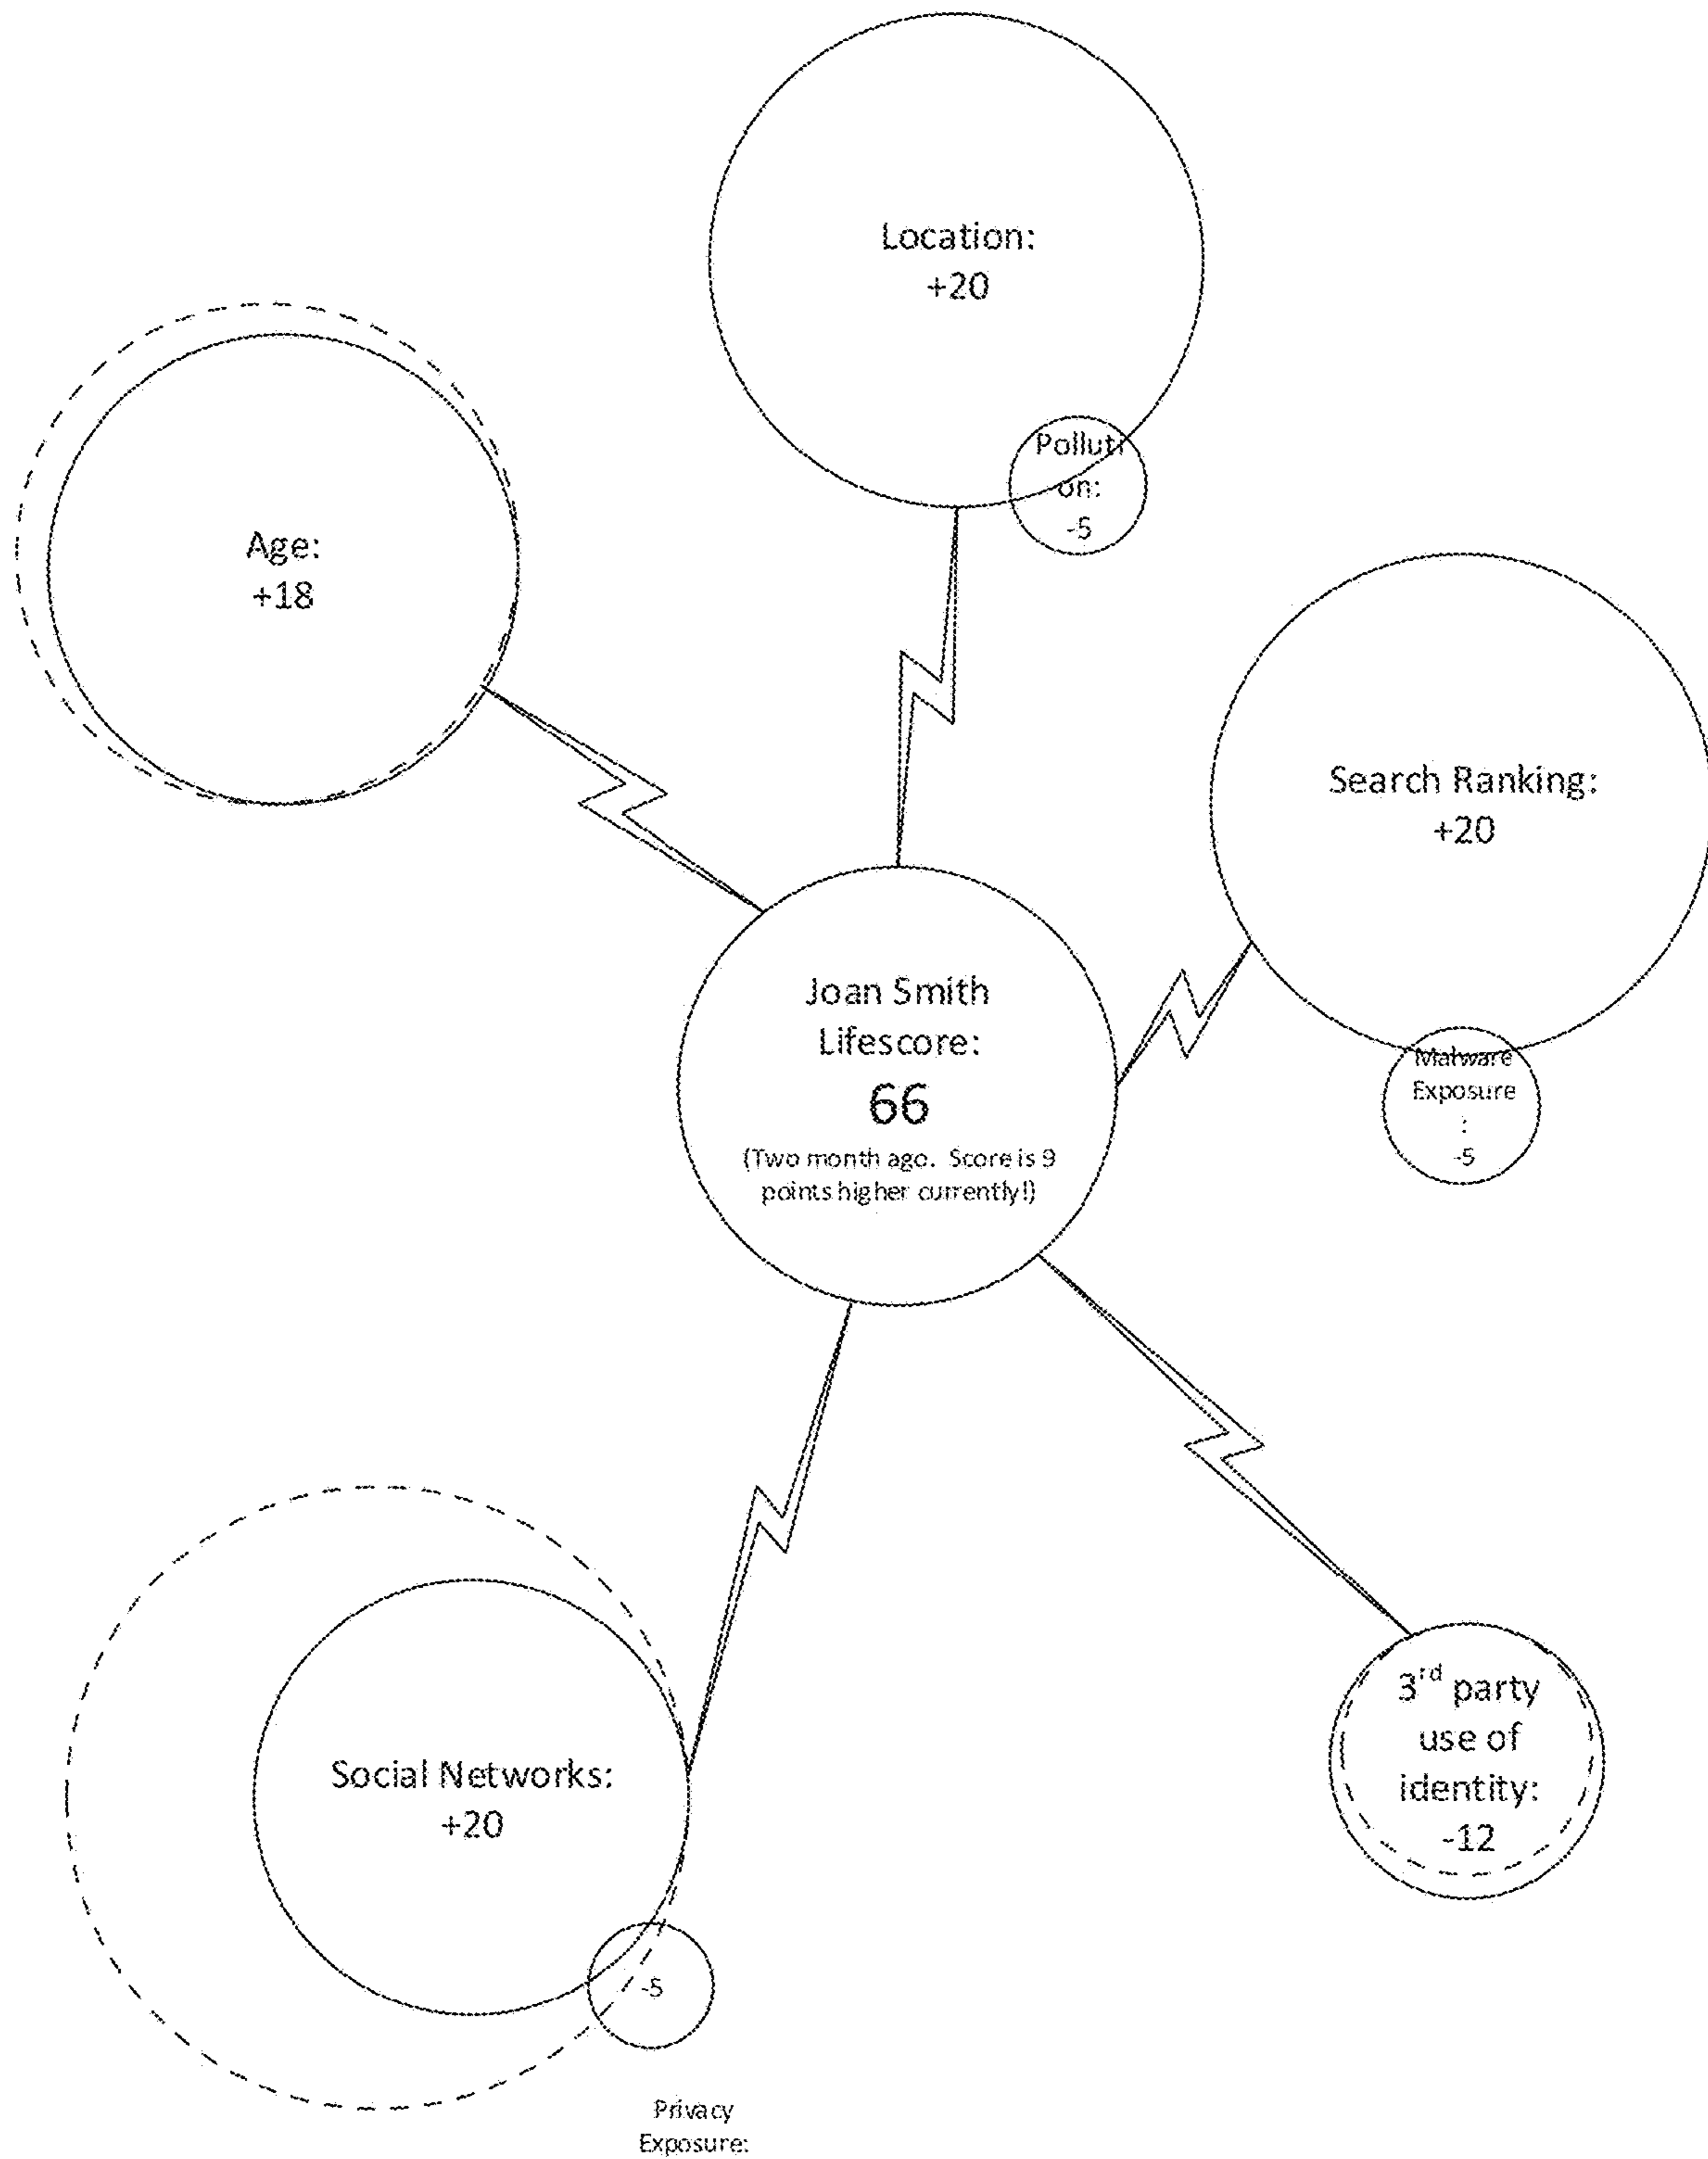 Location:
+20
Polluti
on:
-5
Age:
+18
Search Ranking:
+20
Malware
Exposure
:
-5
Joan Smith
Lifescore:
66
(Two month ago. Score is 9
points higher currently!)
3rd party
use of
identity:
-12
Social Networks:
+20
-5
Privacy
Exposure: